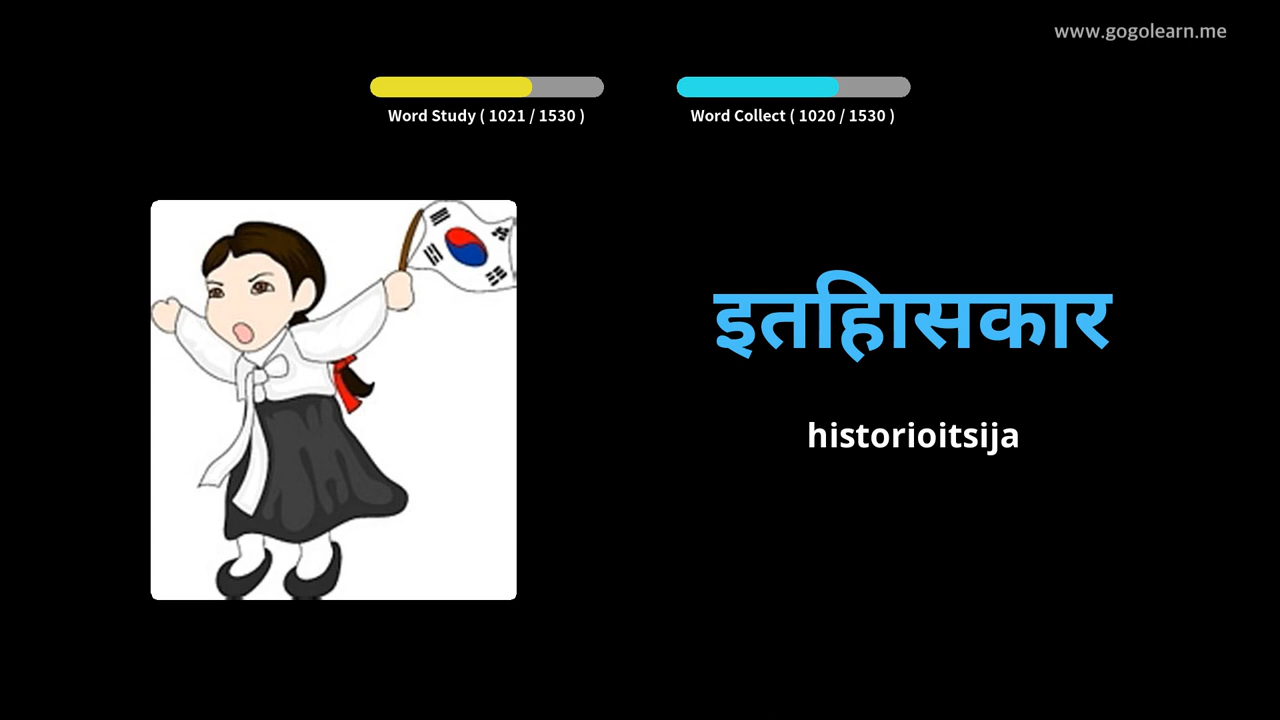 www.gogolearn.me
Word Study ( 1021 / 1530 )
Word Collect ( 1020 / 1530 )
इतिहासकार
historioitsija